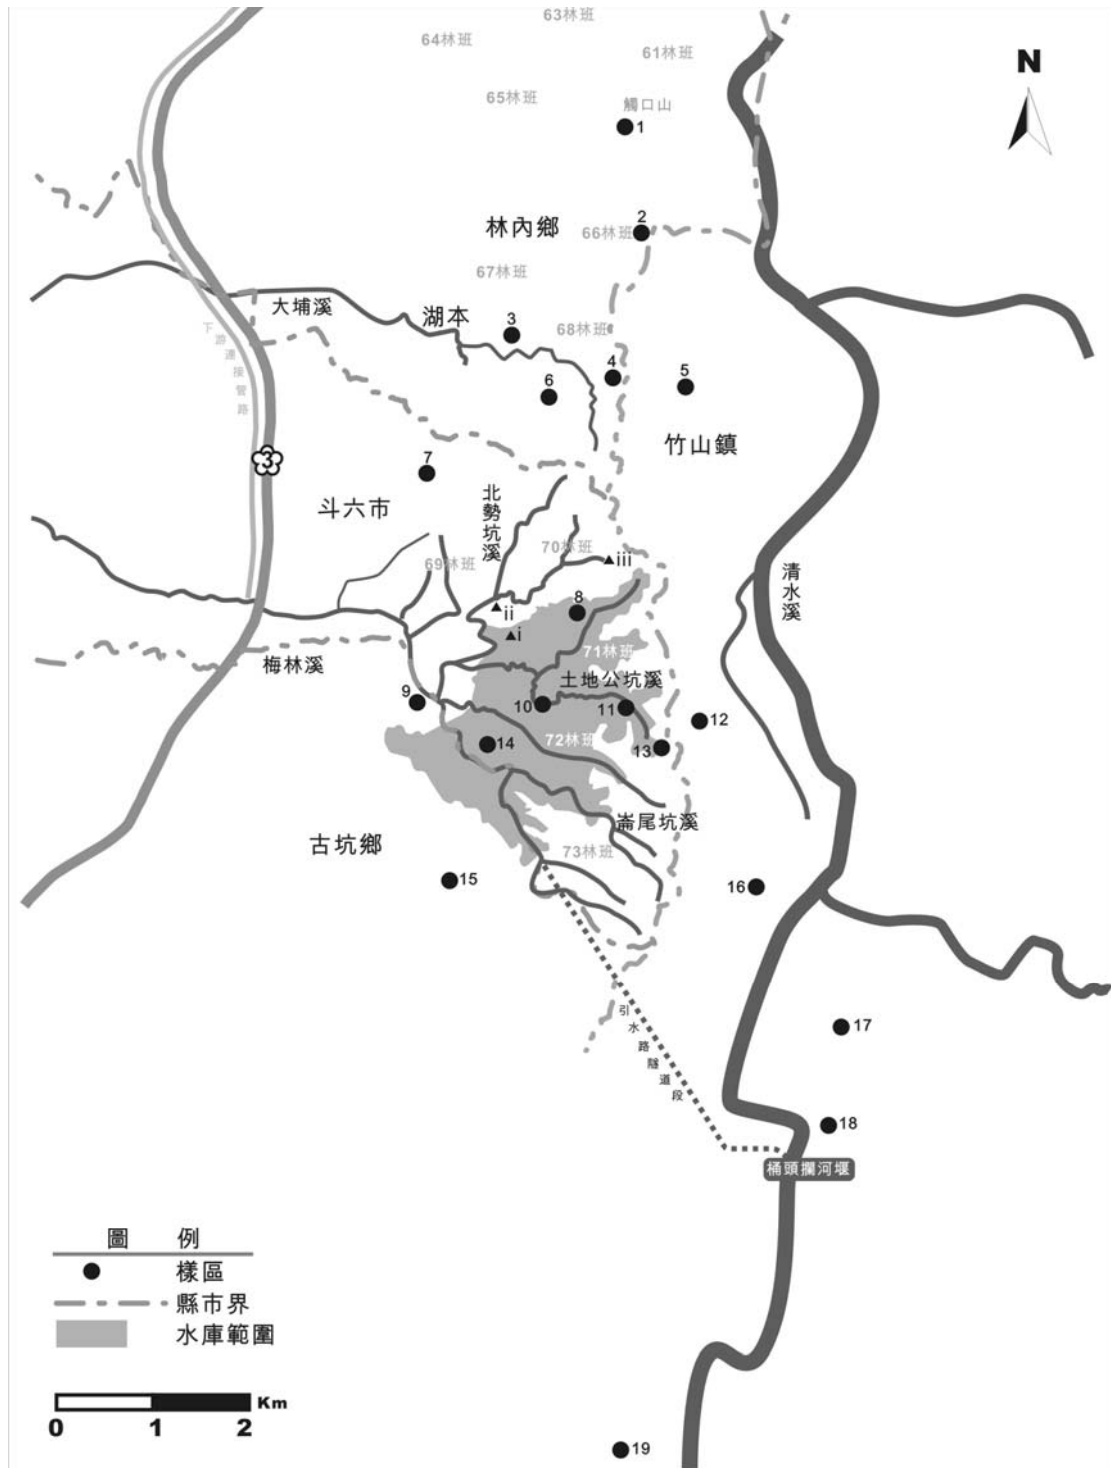 63林班
64林班
61林班
65林班
觸口山
1
N
2
林內鄉
66林班
67林班
大埔溪
湖本
3
68林班
下游連接管路
4
5
6
竹山鎮
3
7
斗六市
北勢坑溪
70林班
69林班
iii
清水溪
8
ii
i
71林班
梅林溪
土地公坑溪
9
10
11
12
72林班
13
14
崙尾坑溪
古坑鄉
73林班
15
16
引水路隧道段
17
18
桶頭攔河堰
圖 例
樣區
縣市界
水庫範圍
Km
0 1 2
19